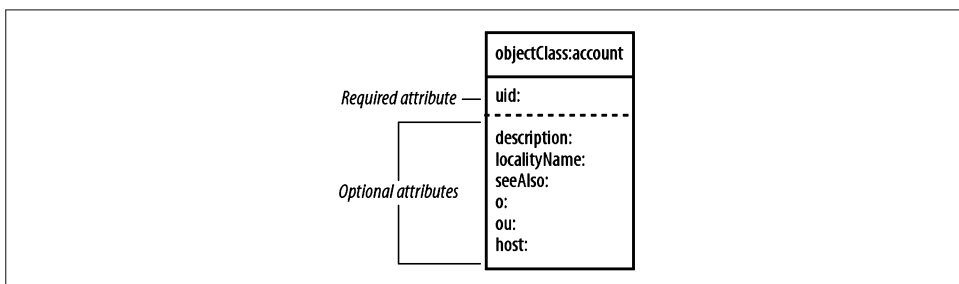 objectClass:account
Required attribute
uid:
description:
localityName:
seeAlso:
Optional attributes
o:
ou:
host: